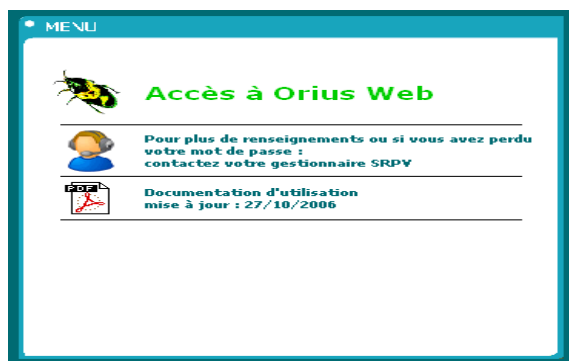 MENU
Accès à Orius Web
Pour plus de renseignements ou si vous avez perdu
votre mot de passe :
contactez votre gestionnaire SRPV
PDF
Documentation d'utilisation
mise à jour : 27/10/2006